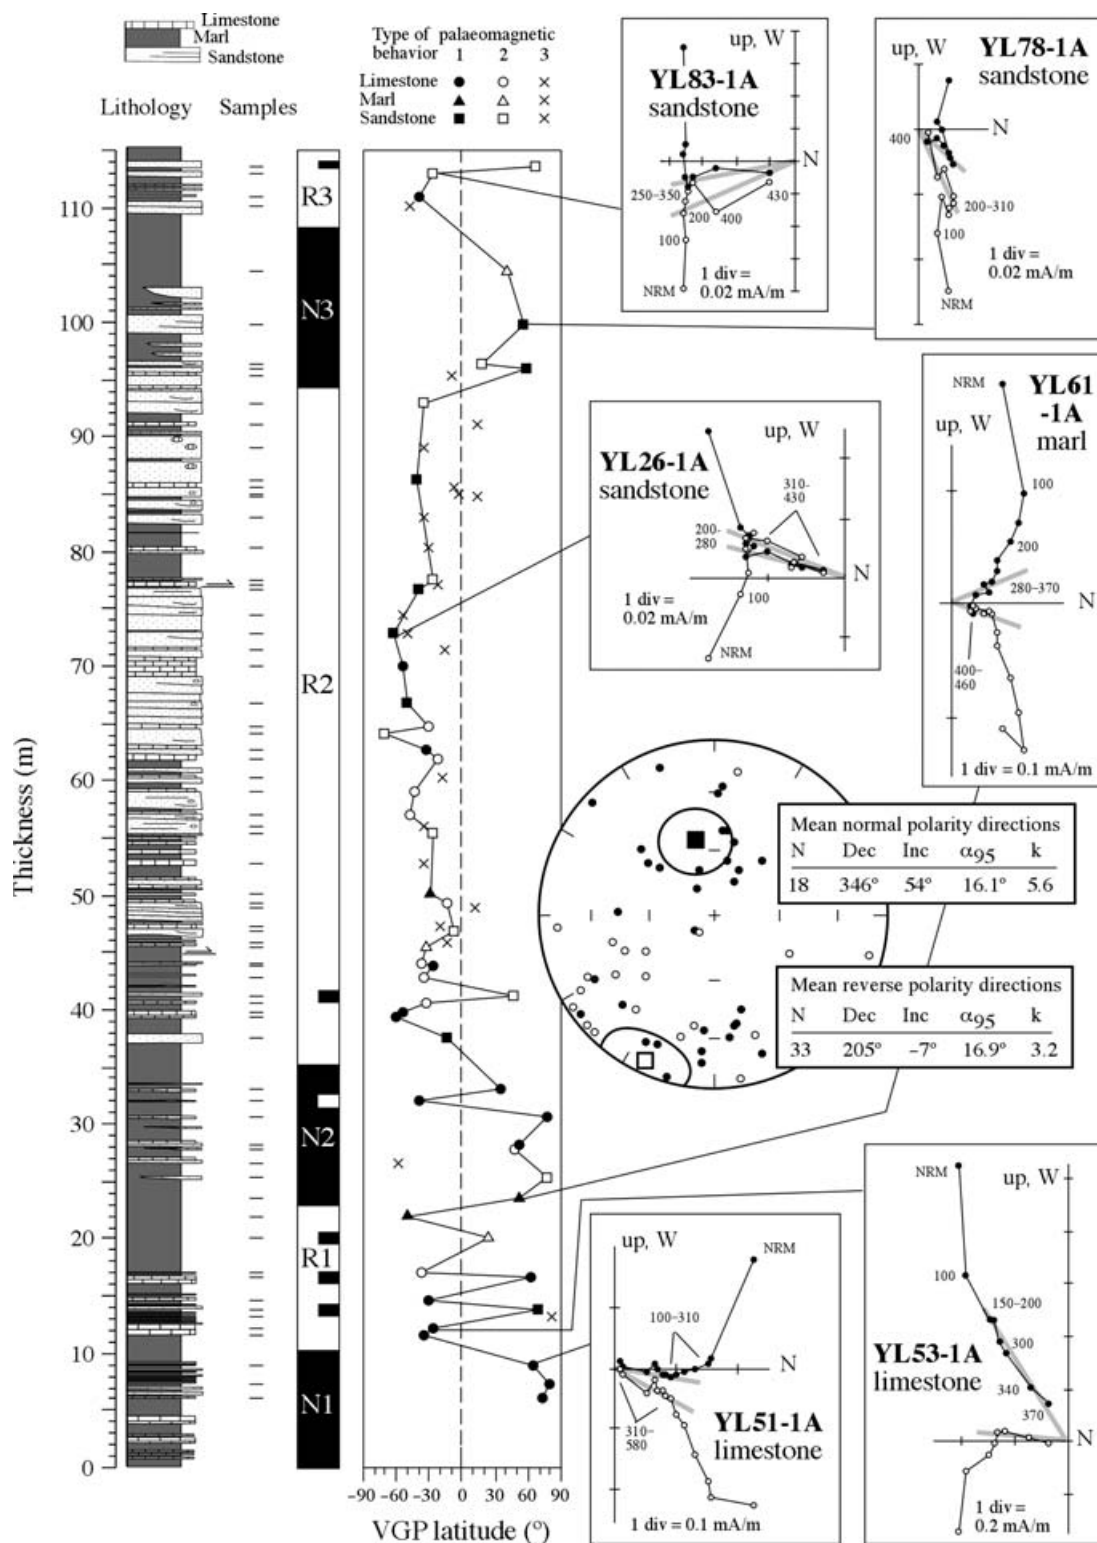 Limestone
Marl
Sandstone
Lithology
Samples
Type of palaeomagnetic
behavior 1 2 3
Limestone
Marl
Sandstone
Thickness (m)
110
100
90
80
70
60
50
40
30
20
10
0
R3
N3
R2
N2
R1
N1
-90 -60 -30 0 30 60 90
VGP latitude (°)
up, W
YL83-1A
sandstone
N
250–350
200
400
430
100
1 div =
0.02 mA/m
NRM
up, W
YL78-1A
sandstone
N
400
200–310
100
1 div =
0.02 mA/m
NRM
up, W
YL26-1A
sandstone
310-
430
200-
280
N
100
1 div =
0.02 mA/m
NRM
NRM
YL61
-1A
marl
up, W
100
200
280–370
N
400–
460
1 div = 0.1 mA/m
Mean normal polarity directions
N Dec Inc α95 k
18 346° 54° 16.1° 5.6
Mean reverse polarity directions
N Dec Inc α95 k
33 205° –7° 16.9° 3.2
up, W
NRM
100–310
N
310–
580
YL51-1A
limestone
1 div = 0.1 mA/m
NRM
up, W
100
150–200
300
YL53-1A
limestone
340
370
N
1 div =
0.2 mA/m